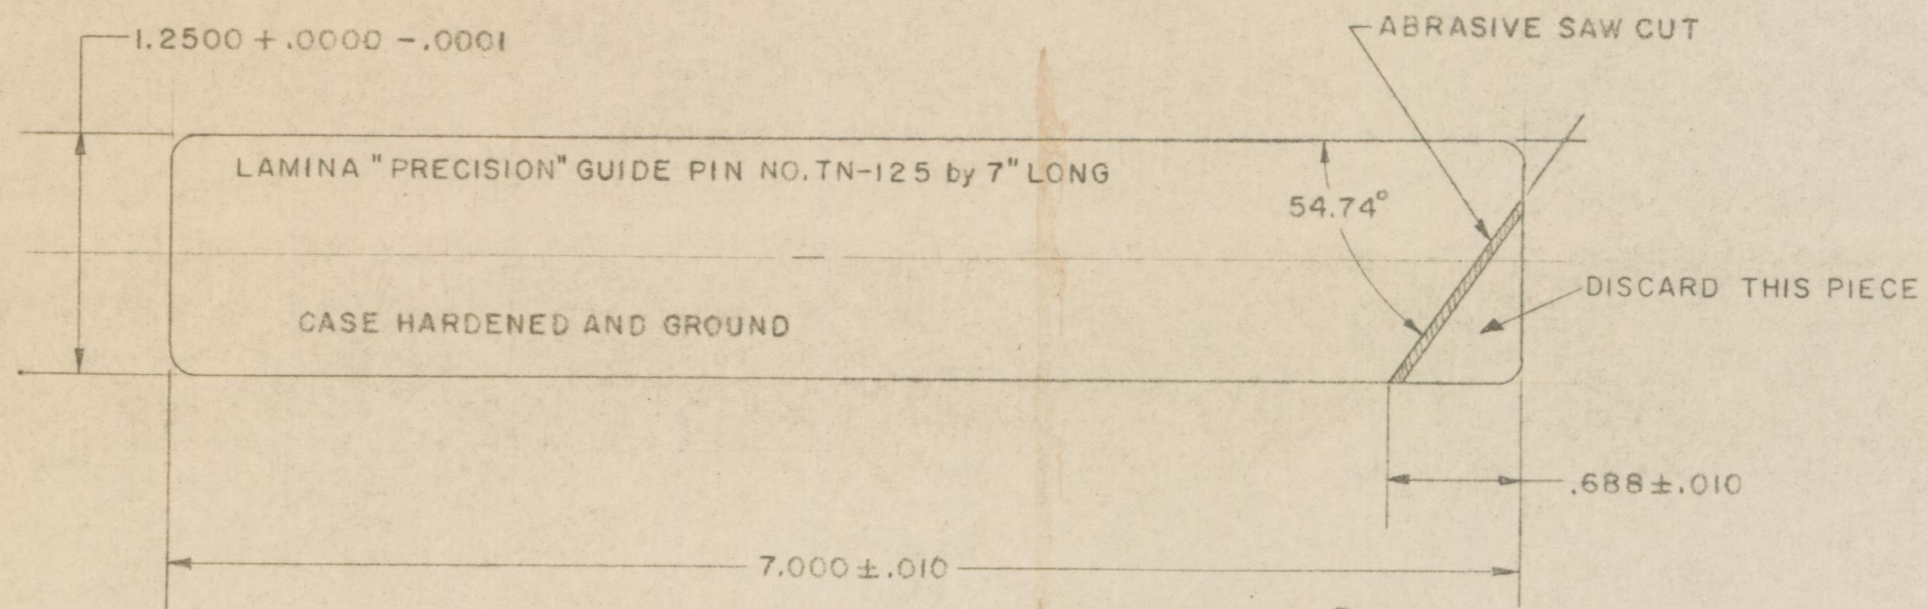 1.2500 + .0000 -.0001
ABRASIVE SAW CUT
LAMINA "PRECISION" GUIDE PIN NO. TN-125 by 7" LONG
54.74°
DISCARD THIS PIECE
CASE HARDENED AND GROUND
.688±.010
7.000±.010